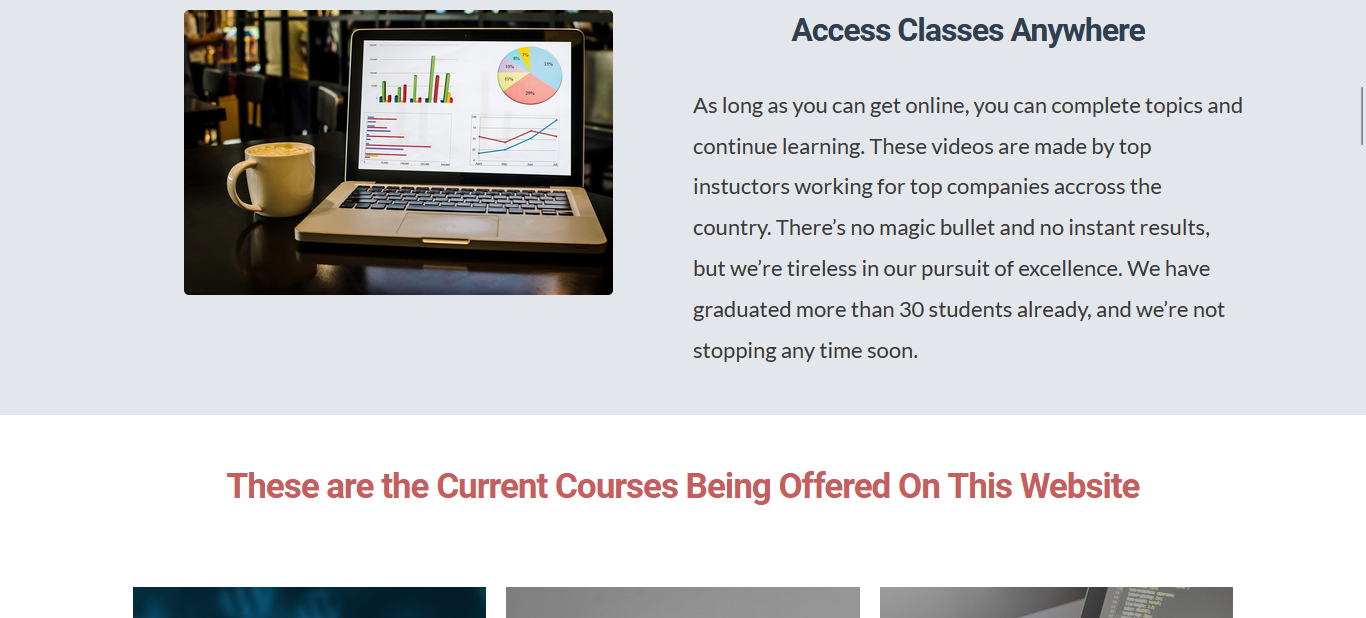 Access Classes Anywhere
As long as you can get online, you can complete topics and
continue learning. These videos are made by top
instuctors working for top companies accross the
country. There’s no magic bullet and no instant results,
but we’re tireless in our pursuit of excellence. We have
graduated more than 30 students already, and we’re not
stopping any time soon.
These are the Current Courses Being Offered On This Website